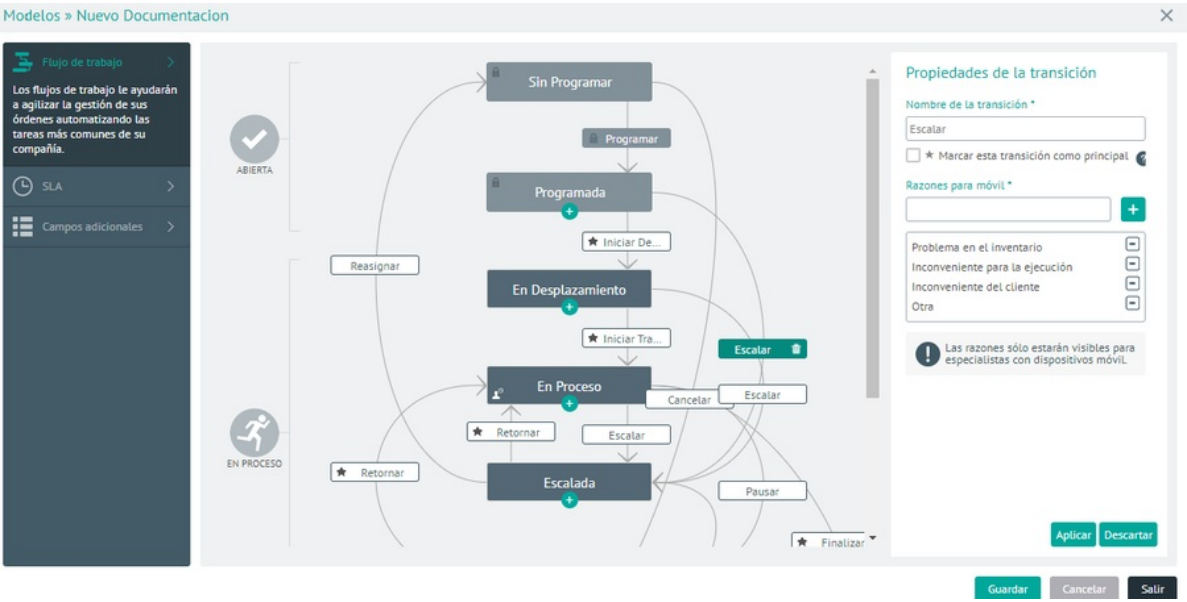 Modelos » Nuevo Documentacion
Flujo de trabajo
Los flujos de trabajo le ayudarán
a agilizar la gestión de sus
órdenes automatizando las
tareas más comunes de su
compañía.
SLA
Campos adicionales
ABIERTA
EN PROCESO
Sin Programar
Programar
Programada
Iniciar De...
Reasignar
En Desplazamiento
Iniciar Tra...
Escalar
En Proceso
Cancelar
Escalar
Retornar
Escalar
Retornar
Escalada
Pausar
Finalizar
Propiedades de la transición
Nombre de la transición *
Escalar
Marcar esta transición como principal
Razones para móvil *
Problema en el inventario
Inconveniente para la ejecución
Inconveniente del cliente
Otra
Las razones sólo estarán visibles para
especialistas con dispositivos móvil.
Aplicar Descartar
Guardar Cancelar Salir